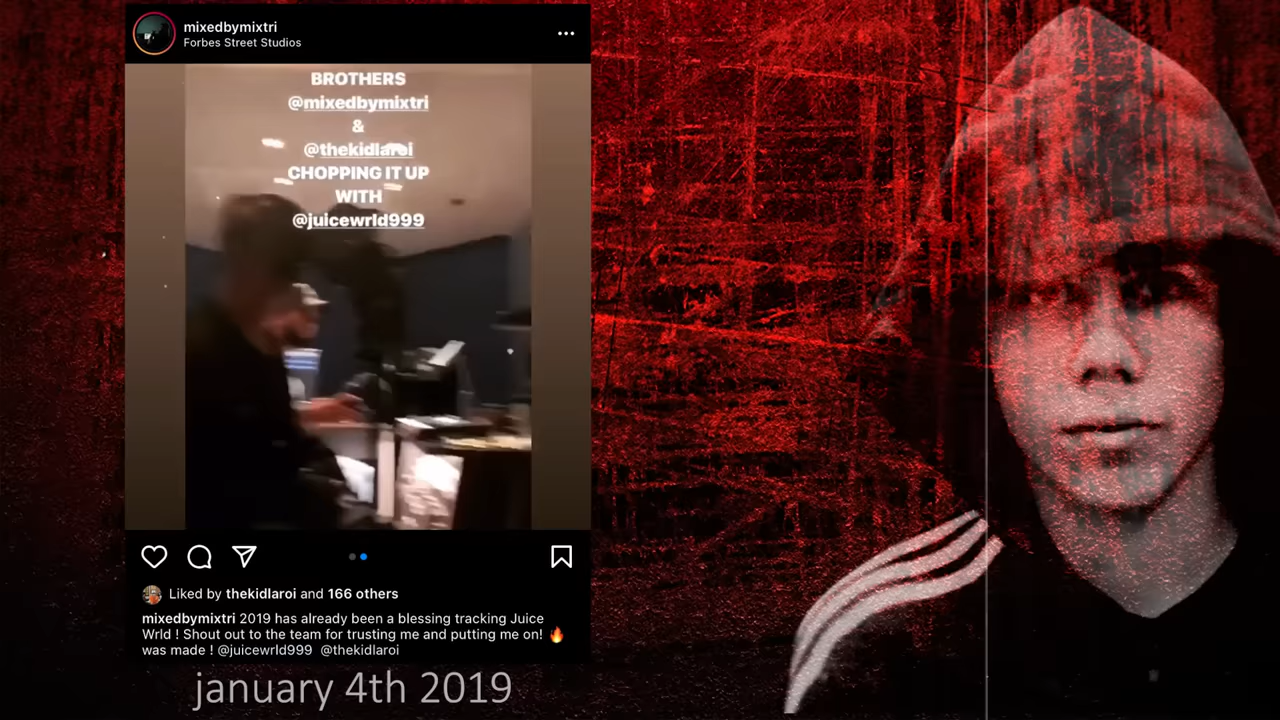 mixedbymixtri
Forbes Street Studios
BROTHERS
@mixedbymixtri
&
@thekidlaroi
CHOPPING IT UP
WITH
@juicewrld999
Liked by thekidlaroi and 166 others
mixedbymixtri 2019 has already been a blessing tracking Juice
Wrld ! Shout out to the team for trusting me and putting me on! 🔥
was made ! @juicewrld999 @thekidlaroi
january 4th 2019